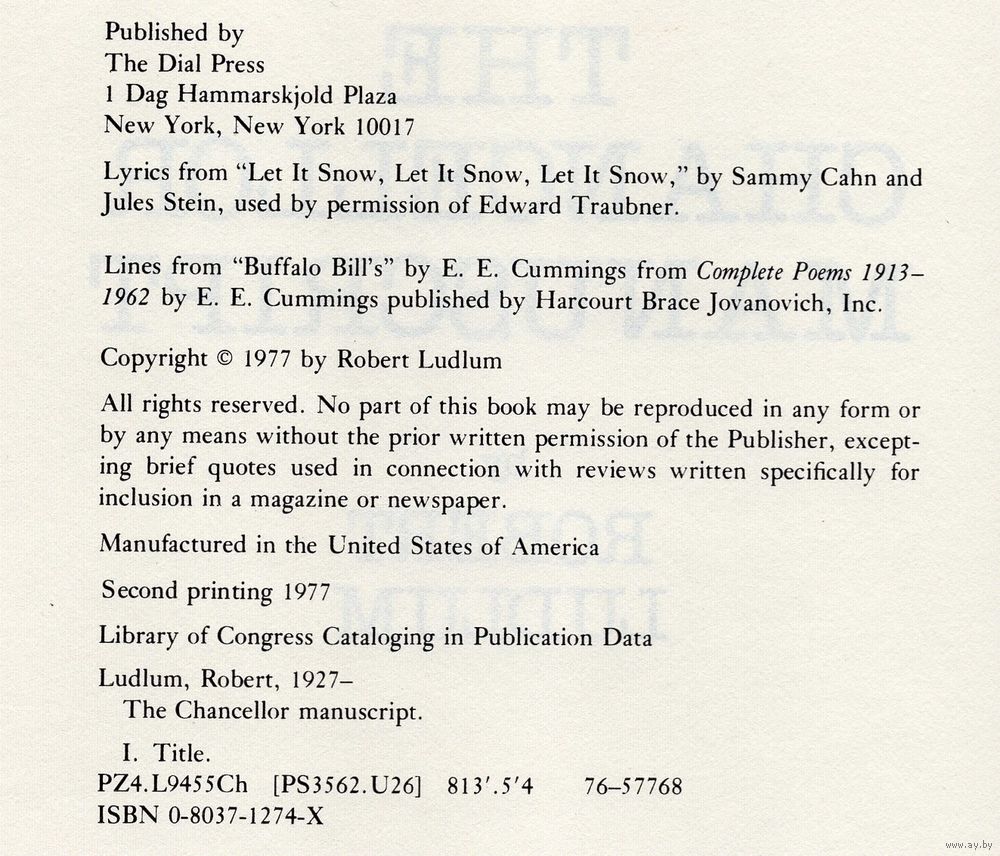 Published by
The Dial Press
1 Dag Hammarskjold Plaza
New York, New York 10017
Lyrics from “Let It Snow, Let It Snow, Let It Snow,” by Sammy Cahn and
Jules Stein, used by permission of Edward Traubner.
Lines from “Buffalo Bill’s” by E. E. Cummings from Complete Poems 1913–
1962 by E. E. Cummings published by Harcourt Brace Jovanovich, Inc.
Copyright © 1977 by Robert Ludlum
All rights reserved. No part of this book may be reproduced in any form or
by any means without the prior written permission of the Publisher, except-
ing brief quotes used in connection with reviews written specifically for
inclusion in a magazine or newspaper.
Manufactured in the United States of America
Second printing 1977
Library of Congress Cataloging in Publication Data
Ludlum, Robert, 1927–
The Chancellor manuscript.
I. Title.
PZ4.L9455Ch [PS3562.U26] 813′.5′4 76–57768
ISBN 0-8037-1274-X
www.ay.by